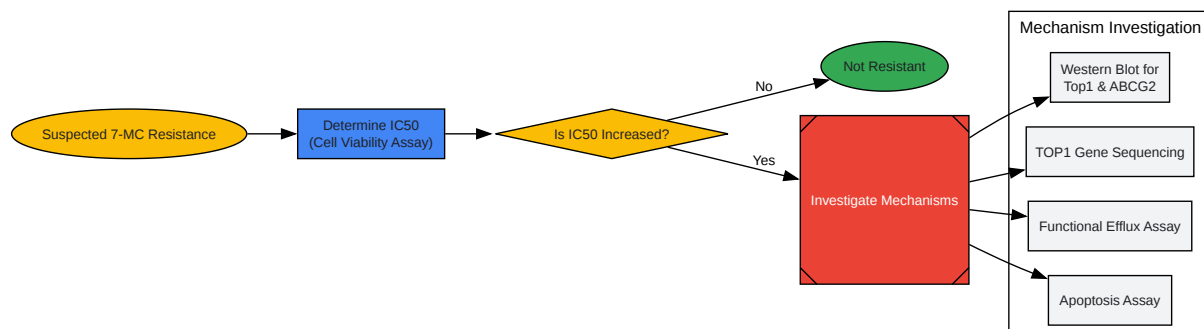 Suspected 7-MC Resistance
Determine IC50
(Cell Viability Assay)
Is IC50 Increased?
No
Yes
Not Resistant
Investigate Mechanisms
Mechanism Investigation
Western Blot for
Top1 & ABCG2
TOP1 Gene Sequencing
Functional Efflux Assay
Apoptosis Assay